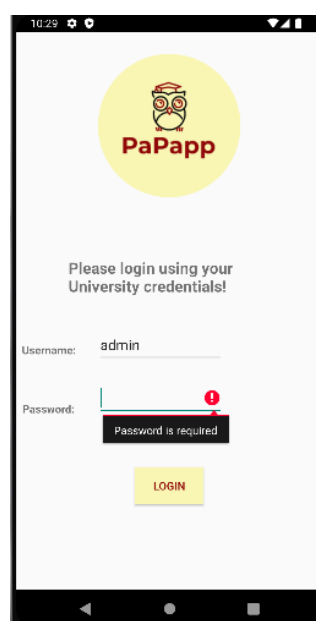 10:29
PaPapp
Please login using your
University credentials!
Username: admin
Password:
Password is required
LOGIN